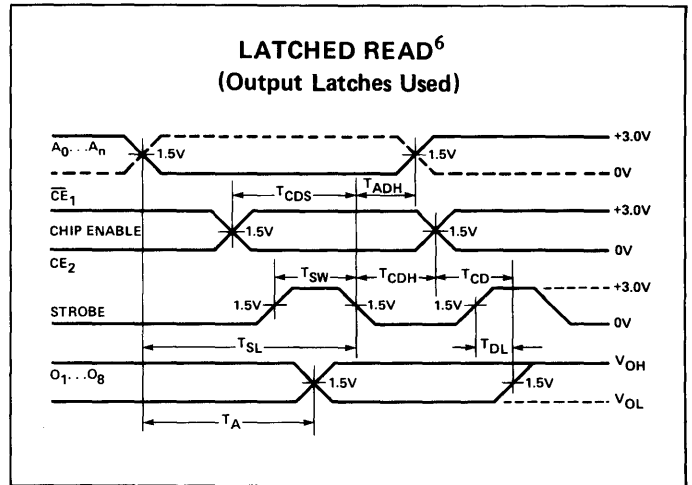 LATCHED READ⁶
(Output Latches Used)
A₀...Aₙ
1.5V
1.5V
+3.0V
0V
T_CDS
T_ADH
C̅E̅₁
CHIP ENABLE
CE₂
1.5V
1.5V
+3.0V
0V
T_SW
T_CDH
T_CD
STROBE
1.5V
1.5V
1.5V
+3.0V
0V
T_SL
T_DL
O₁...O₈
1.5V
1.5V
V_OH
V_OL
T_A